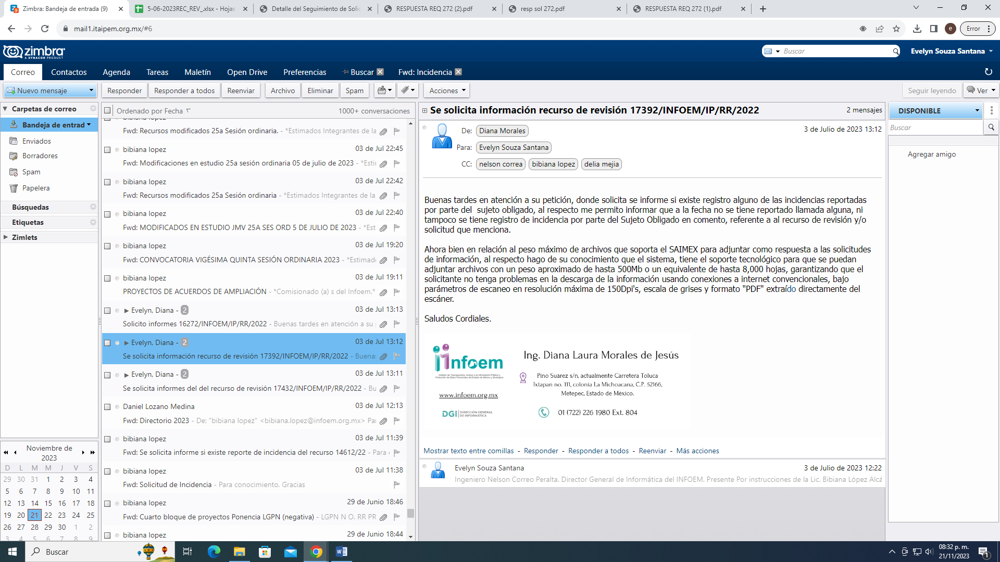 Zimbra: Bandeja de entrada (9)
5-06-2023REC_REV_.xlsx - Hojas
Detalle del Seguimiento de Solic
RESPUESTA REQ 272 (2).pdf
resp sol 272.pdf
RESPUESTA REQ 272 (1).pdf
mail1.itaipem.org.mx/#6
e
Error
zimbra
A SYNACOR PRODUCT
Buscar
Evelyn Souza Santana
Correo
Contactos
Agenda
Tareas
Maletín
Open Drive
Preferencias
Buscar
Fwd: Incidencia
Nuevo mensaje
Responder
Responder a todos
Reenviar
Archivo
Eliminar
Spam
Acciones
Seguir leyendo
Ver
Carpetas de correo
Bandeja de entrad
Enviados
Borradores
Spam
Papelera
Búsquedas
Etiquetas
Zimlets
Noviembre de 2023
D L M M J V S
29 30 31 1 2 3 4
5 6 7 8 9 10 11
12 13 14 15 16 17 18
19 20 21 22 23 24 25
26 27 28 29 30 1 2
3 4 5 6 7 8 9
Ordenado por Fecha
1000+ conversaciones
bibiana lopez
Fwd: Recursos modificados 25a Sesión ordinaria. - *Estimados Integrantes de la
bibiana lopez 03 de Jul 22:45
Fwd: Modificaciones en estudio 25a sesión ordinaria 05 de julio de 2023 - *Estir
bibiana lopez 03 de Jul 22:42
Fwd: Recursos modificados 25a Sesión ordinaria - *Estimados Integrantes de la
bibiana lopez 03 de Jul 22:40
Fwd: MODIFICADOS EN ESTUDIO JMV 25A SES ORD 5 DE JULIO DE 2023 - *Est
bibiana lopez 03 de Jul 19:20
Fwd: CONVOCATORIA VIGÉSIMA QUINTA SESIÓN ORDINARIA 2023 - *Estimado
bibiana lopez 03 de Jul 19:11
PROYECTOS DE ACUERDOS DE AMPLIACIÓN - *Comisionado (a) s del Infoem.*
Evelyn, Diana - 2 03 de Jul 13:13
Solicito informes 16272/INFOEM/IP/RR/2022 - Buenas tardes en atención a su
Evelyn, Diana - 2 03 de Jul 13:12
Se solicita información recurso de revisión 17392/INFOEM/IP/RR/2022 - Buena
Evelyn, Diana - 2 03 de Jul 13:11
Se solicita informes del del recurso de revisión 17432/INFOEM/IP/RR/2022 - Bu
Daniel Lozano Medina 03 de Jul 12:13
Fwd: Directorio 2023 - De: "bibiana lopez" <bibiana.lopez@infoem.org.mx> Pa
bibiana lopez 03 de Jul 11:39
Fwd: Se solicita informe si existe reporte de incidencia del recurso 14612/22 - Para
bibiana lopez 03 de Jul 11:38
Fwd: Solicitud de Incidencia - Para conocimiento. Gracias
bibiana lopez 29 de Junio 18:46
Fwd: Cuarto bloque de proyectos Ponencia LGPN (negativa) - LGPN N O. RR PR
bibiana lopez 29 de Junio 18:44
Se solicita información recurso de revisión 17392/INFOEM/IP/RR/2022
2 mensajes
De: Diana Morales
3 de Julio de 2023 13:12
Para: Evelyn Souza Santana
CC: nelson correa bibiana lopez delia mejia
Buenas tardes en atención a su petición, donde solicita se informe si existe registro alguno de las incidencias reportadas
por parte del  sujeto obligado, al respecto me permito informar que a la fecha no se tiene reportado llamada alguna, ni
tampoco se tiene registro de incidencia por parte del Sujeto Obligado en comento, referente a al recurso de revisión y/o
solicitud que menciona.
Ahora bien en relación al peso máximo de archivos que soporta el SAIMEX para adjuntar como respuesta a las solicitudes
de información, al respecto hago de su conocimiento que el sistema, tiene el soporte tecnológico para que se puedan
adjuntar archivos con un peso aproximado de hasta 500Mb o un equivalente de hasta 8,000 hojas, garantizando que el
solicitante no tenga problemas en la descarga de la información usando conexiones a internet convencionales, bajo
parámetros de escaneo en resolución máxima de 150Dpi's, escala de grises y formato "PDF" extraído directamente del
escáner.
Saludos Cordiales.
infoem
Instituto de Transparencia, Acceso a la Información Pública y
Protección de Datos Personales del Estado de México y Municipios
www.infoem.org.mx
DGI DIRECCIÓN GENERAL
DE INFORMÁTICA
Ing. Diana Laura Morales de Jesús
Pino Suárez s/n, actualmente Carretera Toluca
Ixtapan no. 111, colonia La Michoacana, C.P. 52166,
Metepec, Estado de México.
01 (722) 226 1980 Ext. 804
Mostrar texto entre comillas - Responder - Responder a todos - Reenviar - Más acciones
Evelyn Souza Santana 3 de Julio de 2023 12:22
Ingeniero Nelson Correo Peralta. Director General de Informática del INFOEM. Presente Por instrucciones de la Lic. Bibiana López Alcá
DISPONIBLE
Buscar
Agregar amigo
Buscar
08:32 p. m.
21/11/2023
1